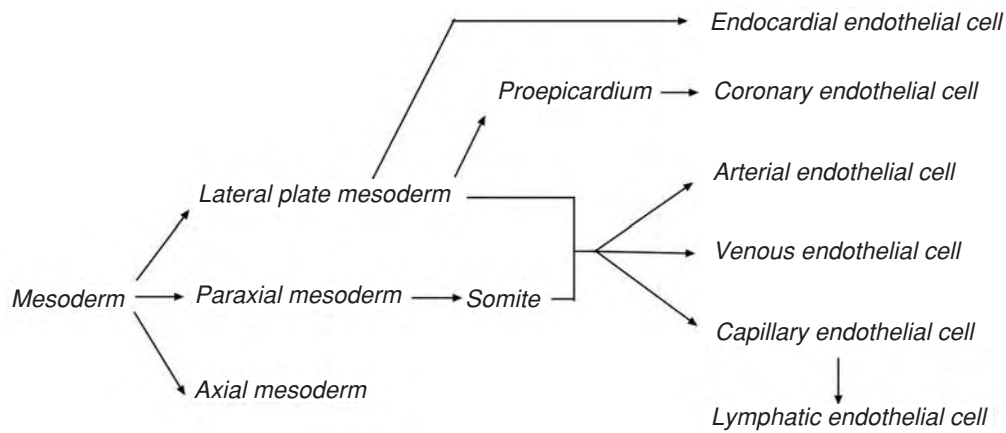 Endocardial endothelial cell
Proepicardium
Coronary endothelial cell
Arterial endothelial cell
Lateral plate mesoderm
Venous endothelial cell
Mesoderm
Paraxial mesoderm
Somite
Capillary endothelial cell
Axial mesoderm
Lymphatic endothelial cell